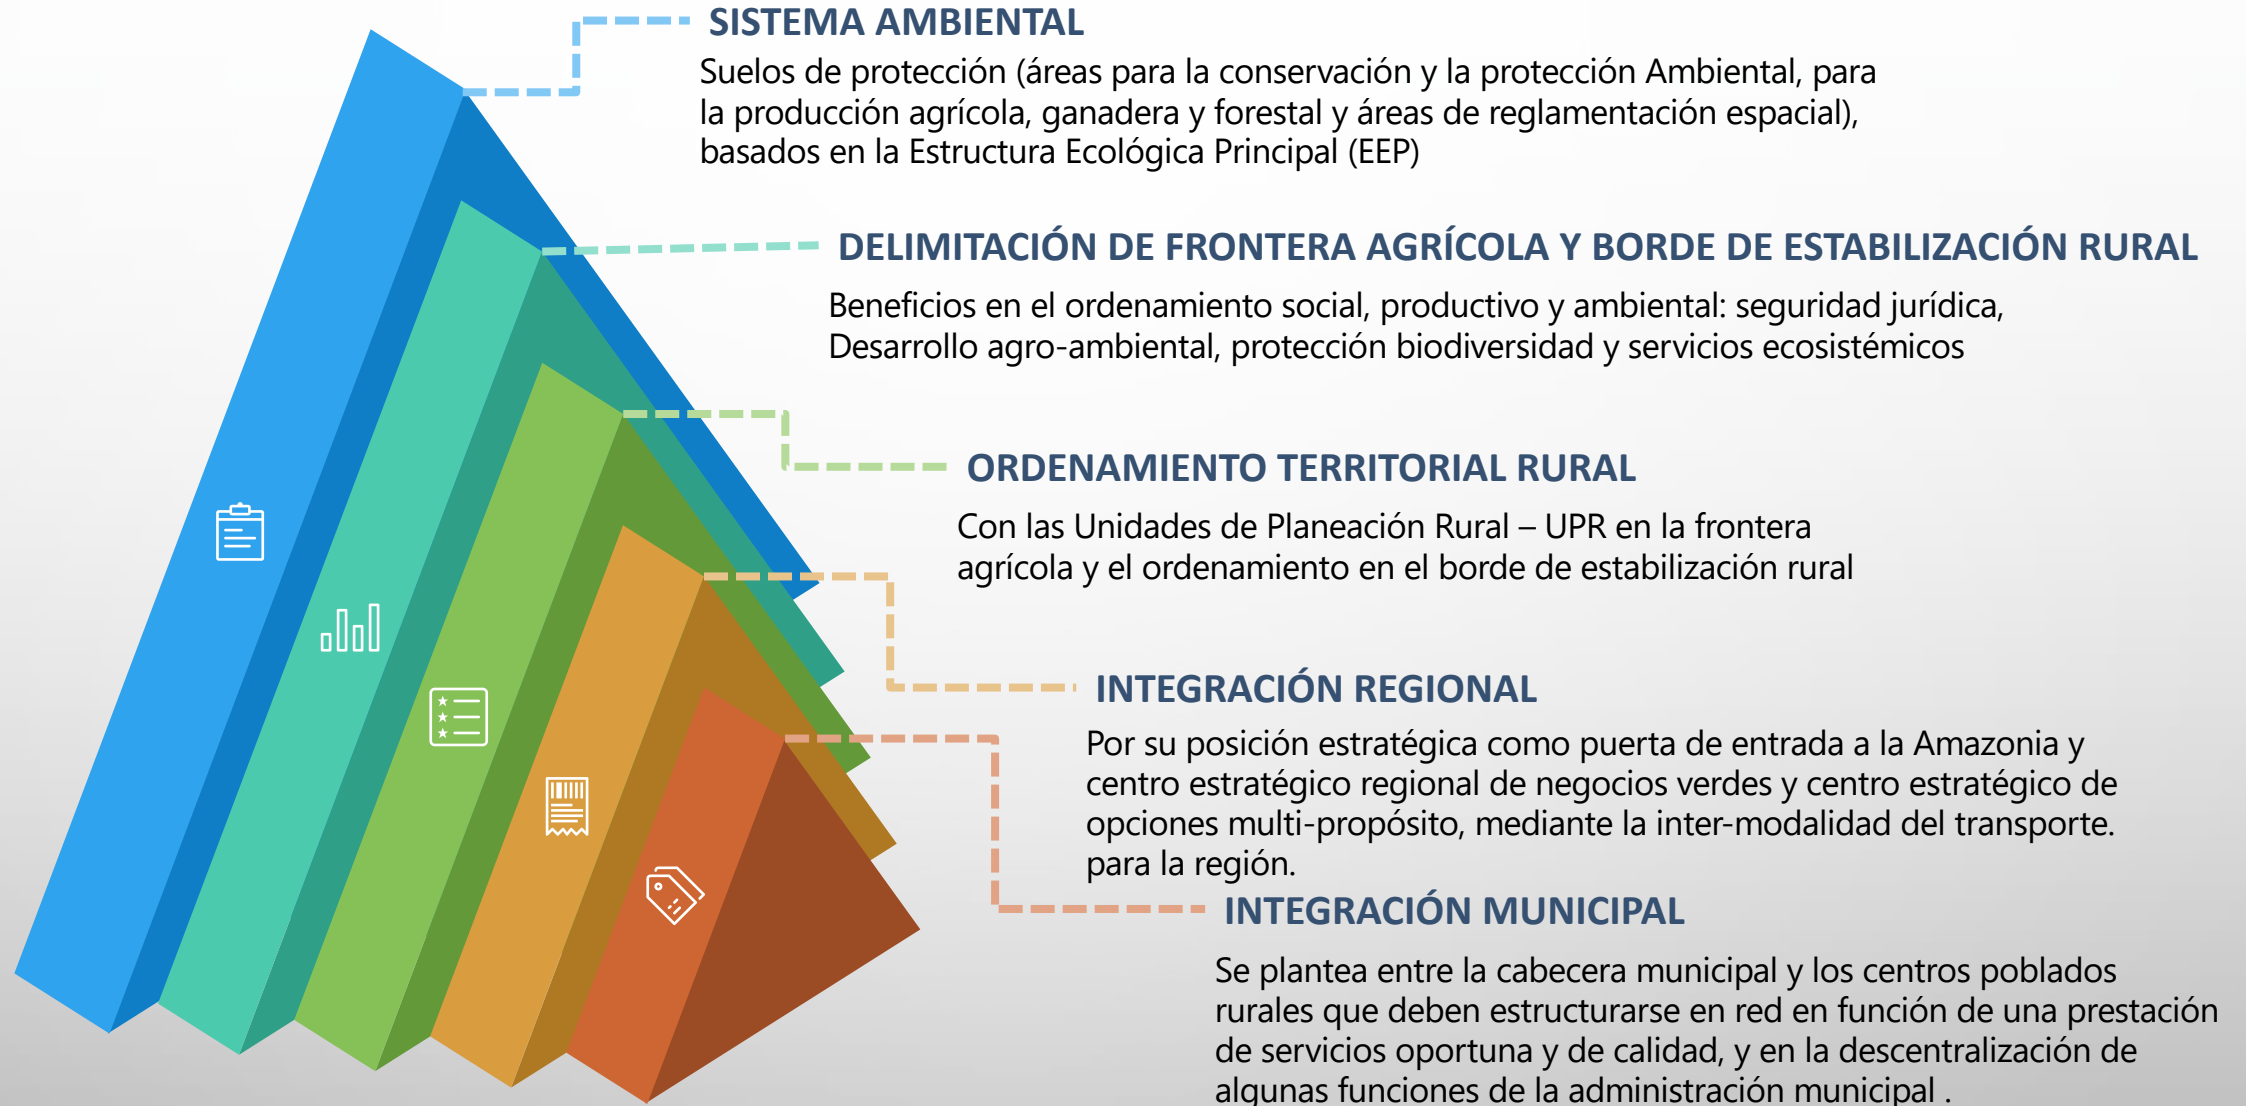 SISTEMA AMBIENTAL
Suelos de protección (áreas para la conservación y la protección Ambiental, para
la producción agrícola, ganadera y forestal y áreas de reglamentación espacial),
basados en la Estructura Ecológica Principal (EEP)
DELIMITACIÓN DE FRONTERA AGRÍCOLA Y BORDE DE ESTABILIZACIÓN RURAL
Beneficios en el ordenamiento social, productivo y ambiental: seguridad jurídica,
Desarrollo agro-ambiental, protección biodiversidad y servicios ecosistémicos
ORDENAMIENTO TERRITORIAL RURAL
Con las Unidades de Planeación Rural – UPR en la frontera
agrícola y el ordenamiento en el borde de estabilización rural
INTEGRACIÓN REGIONAL
Por su posición estratégica como puerta de entrada a la Amazonia y
centro estratégico regional de negocios verdes y centro estratégico de
opciones multi-propósito, mediante la inter-modalidad del transporte.
para la región.
INTEGRACIÓN MUNICIPAL
Se plantea entre la cabecera municipal y los centros poblados
rurales que deben estructurarse en red en función de una prestación
de servicios oportuna y de calidad, y en la descentralización de
algunas funciones de la administración municipal .